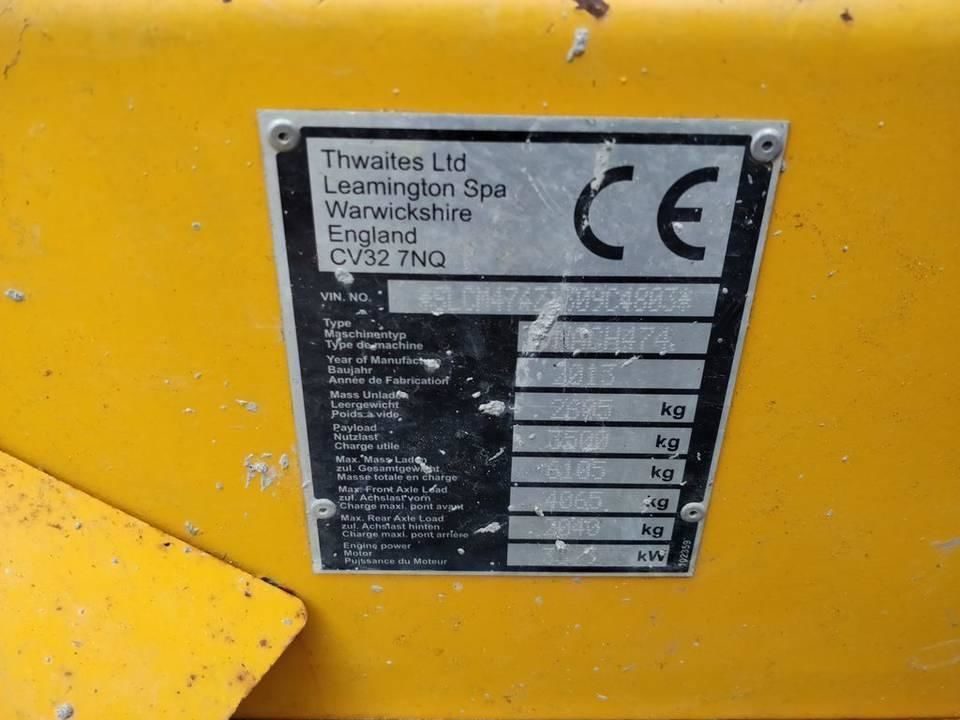 Thwaites Ltd
Leamington Spa
Warwickshire
England
CV32 7NQ
CE
VIN. NO.
Type
Maschinentyp
Type de machine
Year of Manufacture
Baujahr 2013
Année de Fabrication
Mass Unladen
Leergewicht 2605 kg
Poids a vide
Payload
Nutzlast 3500 kg
Charge utile
Max. Mass Laden
zul. Gesamtgewicht 6105 kg
Masse totale en charge
Max. Front Axle Load
zul. Achslast vorn 4065 kg
Charge maxi. pont avant
Max. Rear Axle Load
zul. Achslast hinten kg
Charge maxi. pont arrière
Engine power
Motor kW
Puissance du Moteur